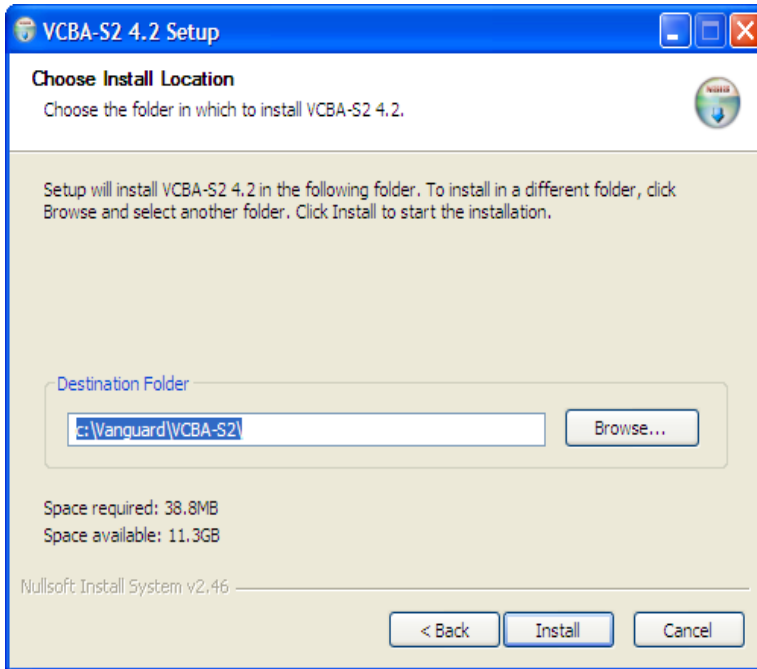 VCBA-S2 4.2 Setup
Choose Install Location
Choose the folder in which to install VCBA-S2 4.2.
Setup will install VCBA-S2 4.2 in the following folder. To install in a different folder, click
Browse and select another folder. Click Install to start the installation.
Destination Folder
c:\Vanguard\VCBA-S2\
Browse...
Space required: 38.8MB
Space available: 11.3GB
Nullsoft Install System v2.46
< Back
Install
Cancel